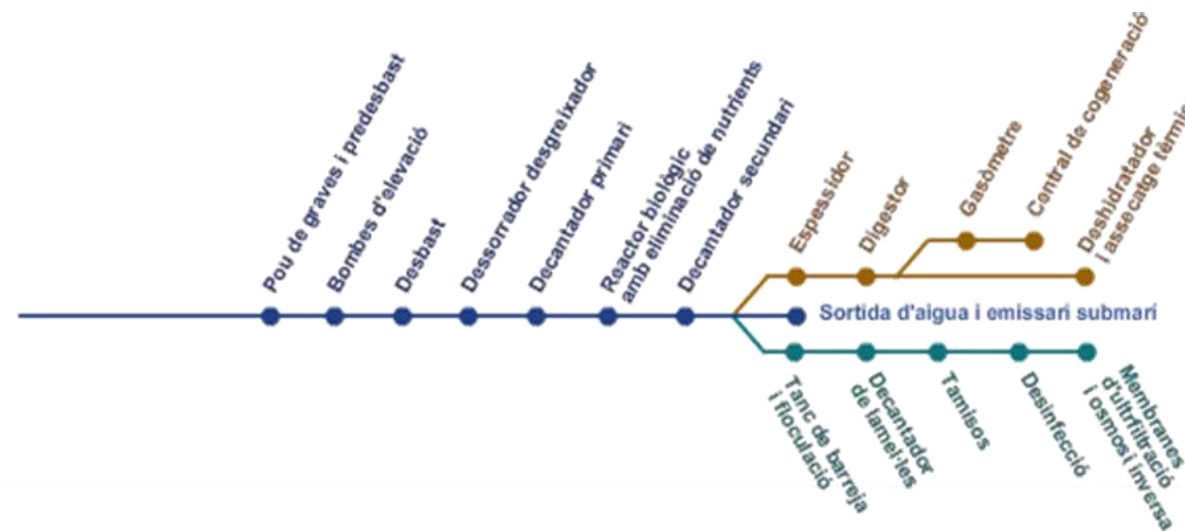 Pou de graves i predesbast
Bombes d'elevació
Desbast
Dessorrador desgreixador
Decantador primari
Reactor biològic
amb eliminació de nutrients
Decantador secundari
Espessidor
Digestor
Gasòmetre
Central de cogeneració
Deshidratador
i assecatge tèrmic
Sortida d'aigua i emissari submarí
Tanc de barreja
i floculació
Decantador
de lamel·les
Tamisos
Desinfecció
Membranes
d'ultrfiltració
i osmosi inversa